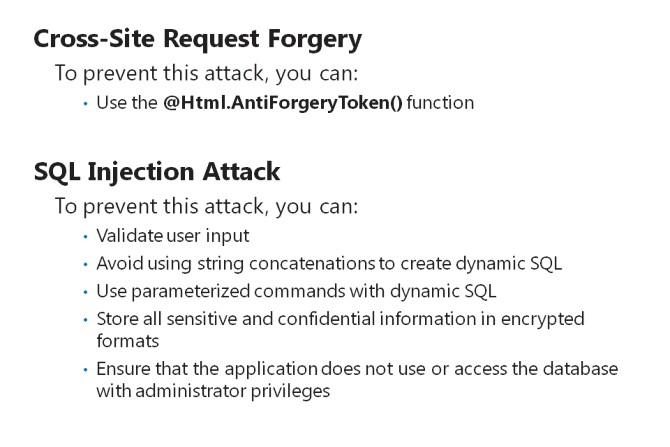 Cross-Site Request Forgery
To prevent this attack, you can:
• Use the @Html.AntiForgeryToken() function
SQL Injection Attack
To prevent this attack, you can:
• Validate user input
• Avoid using string concatenations to create dynamic SQL
• Use parameterized commands with dynamic SQL
• Store all sensitive and confidential information in encrypted
formats
• Ensure that the application does not use or access the database
with administrator privileges